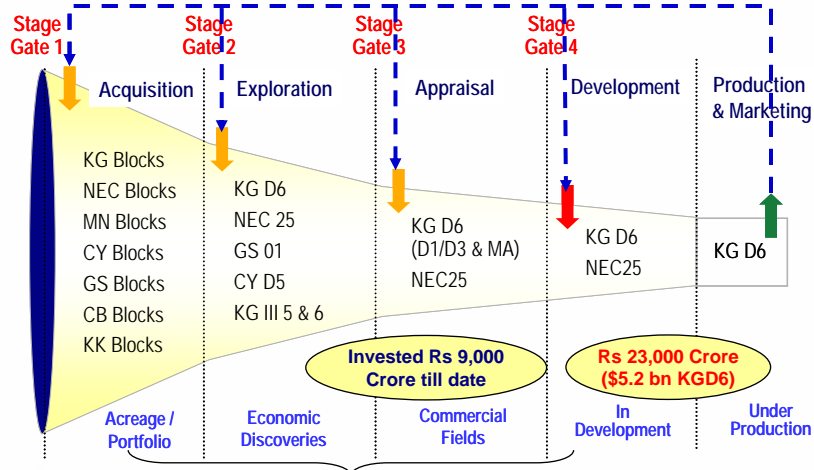 Stage
Gate 1
Stage
Gate 2
Stage
Gate 3
Stage
Gate 4
Acquisition
Exploration
Appraisal
Development
Production
& Marketing
KG Blocks
NEC Blocks
MN Blocks
CY Blocks
GS Blocks
CB Blocks
KK Blocks
KG D6
NEC 25
GS 01
CY D5
KG III 5 & 6
KG D6
(D1/D3 & MA)
NEC25
KG D6
NEC25
KG D6
Invested Rs 9,000
Crore till date
Rs 23,000 Crore
($5.2 bn KGD6)
Acreage /
Portfolio
Economic
Discoveries
Commercial
Fields
In
Development
Under
Production